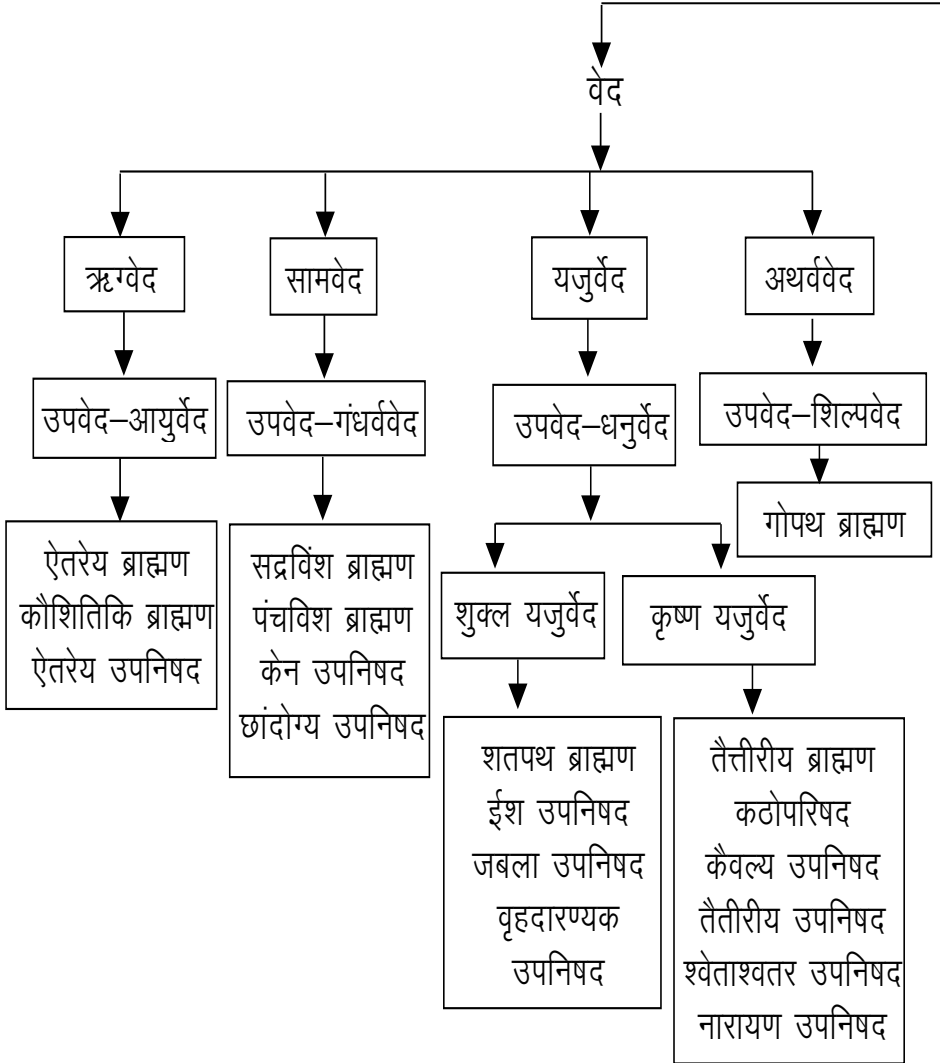 वेद
ऋग्वेद
सामवेद
यजुर्वेद
अथर्ववेद
उपवेद–आयुर्वेद
उपवेद–गंधर्ववेद
उपवेद–धनुर्वेद
उपवेद–शिल्पवेद
ऐतरेय ब्राह्मण
कौशितिकि ब्राह्मण
ऐतरेय उपनिषद
सद्रविंश ब्राह्मण
पंचविश ब्राह्मण
केन उपनिषद
छांदोग्य उपनिषद
गोपथ ब्राह्मण
शुक्ल यजुर्वेद
कृष्ण यजुर्वेद
शतपथ ब्राह्मण
ईश उपनिषद
जबला उपनिषद
वृहदारण्यक
उपनिषद
तैत्तीरीय ब्राह्मण
कठोपरिषद
कैवल्य उपनिषद
तैतीरीय उपनिषद
श्वेताश्वतर उपनिषद
नारायण उपनिषद